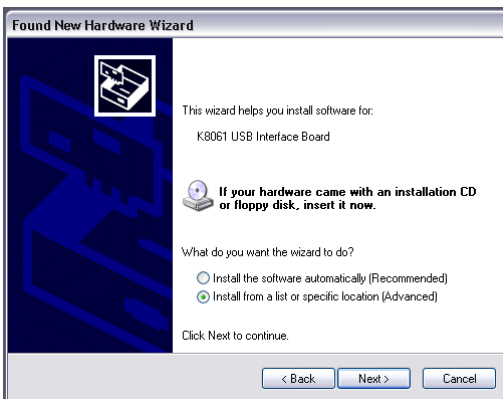 Found New Hardware Wizard
This wizard helps you install software for:
K8061 USB Interface Board
If your hardware came with an installation CD
or floppy disk, insert it now.
What do you want the wizard to do?
Install the software automatically (Recommended)
Install from a list or specific location (Advanced)
Click Next to continue.
< Back Next > Cancel